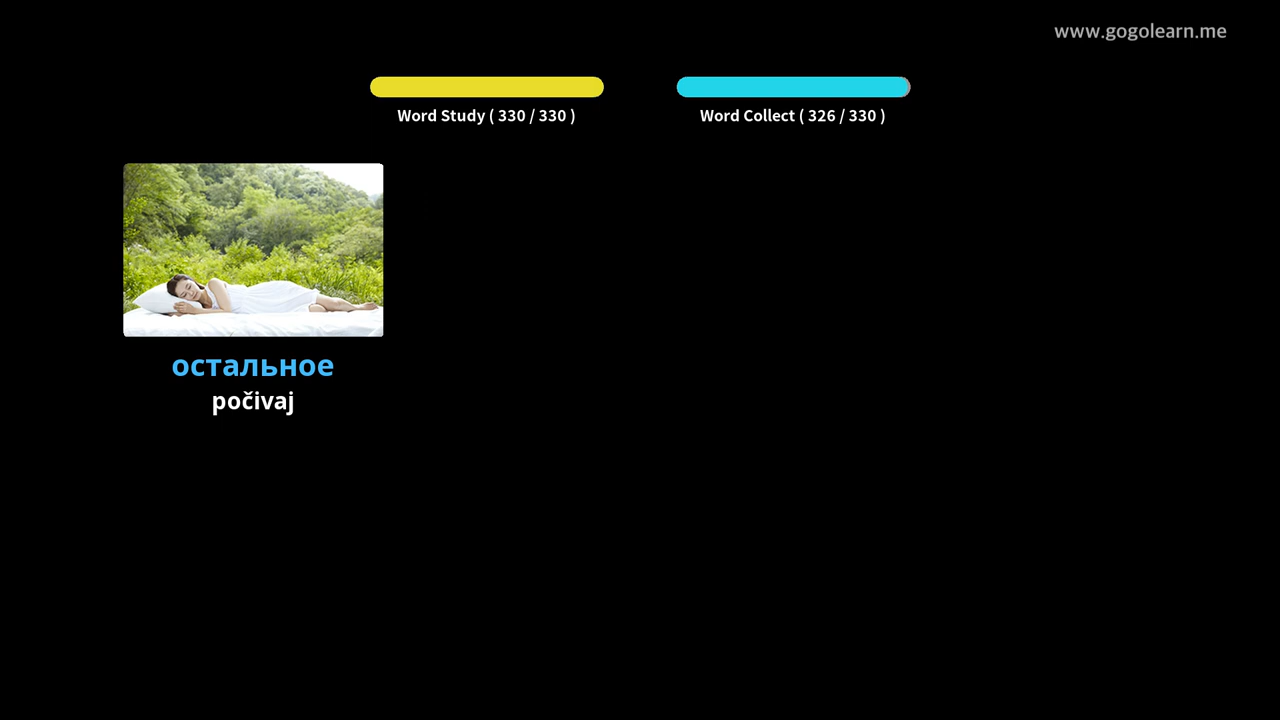 www.gogolearn.me
Word Study ( 330 / 330 )
Word Collect ( 326 / 330 )
остальное
počivaj